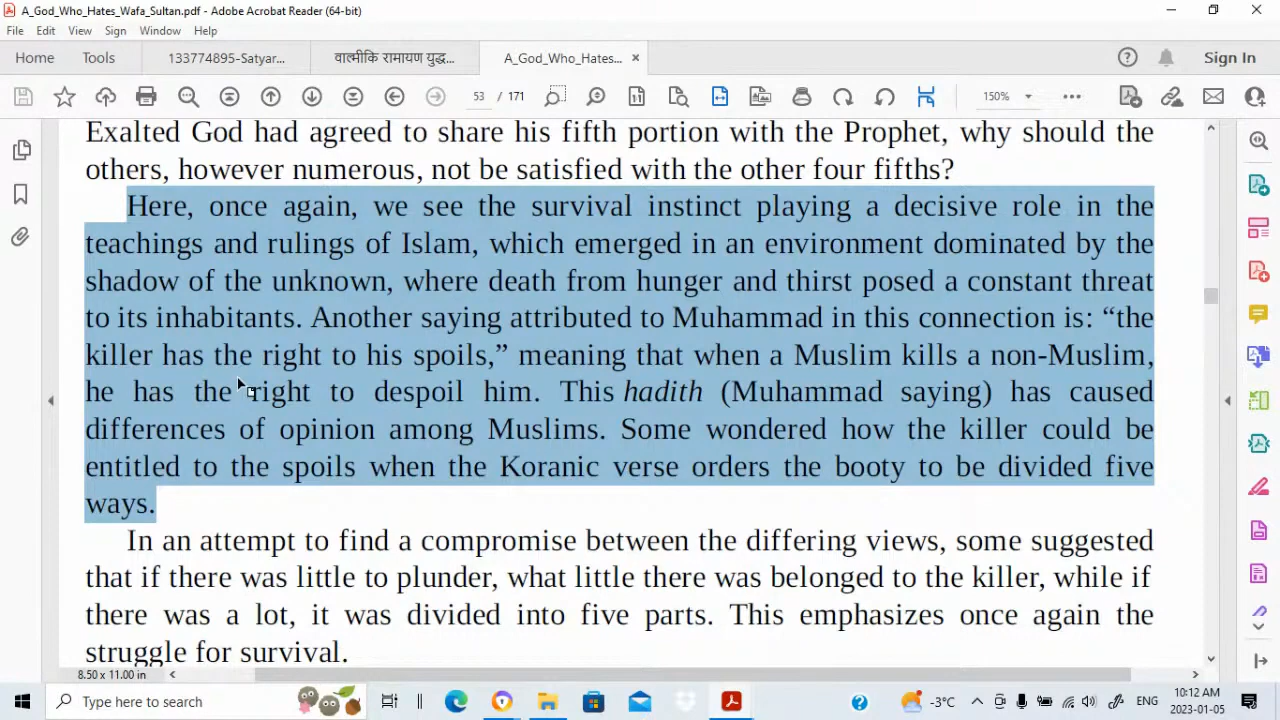 A_God_Who_Hates_Wafa_Sultan.pdf - Adobe Acrobat Reader (64-bit)
File Edit View Sign Window Help
Home Tools 133774895-Satyar... वाल्मीकि रामायण युद्ध... A_God_Who_Hates... × Sign In
53 / 171 150%
Exalted God had agreed to share his fifth portion with the Prophet, why should the
others, however numerous, not be satisfied with the other four fifths?
Here, once again, we see the survival instinct playing a decisive role in the
teachings and rulings of Islam, which emerged in an environment dominated by the
shadow of the unknown, where death from hunger and thirst posed a constant threat
to its inhabitants. Another saying attributed to Muhammad in this connection is: “the
killer has the right to his spoils,” meaning that when a Muslim kills a non-Muslim,
he has the right to despoil him. This hadith (Muhammad saying) has caused
differences of opinion among Muslims. Some wondered how the killer could be
entitled to the spoils when the Koranic verse orders the booty to be divided five
ways.
In an attempt to find a compromise between the differing views, some suggested
that if there was little to plunder, what little there was belonged to the killer, while if
there was a lot, it was divided into five parts. This emphasizes once again the
struggle for survival.
8.50 x 11.00 in
Type here to search -3°C ENG 10:12 AM
2023-01-05